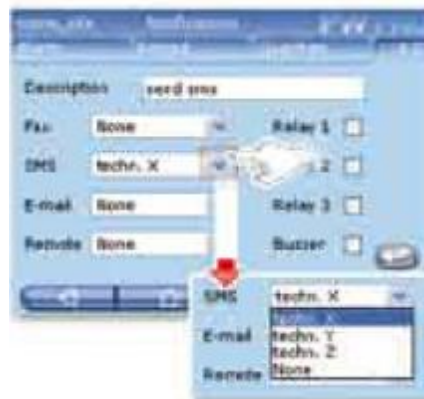 Description send sms
Fax None Relay 1
SMS techn. X 2
E-mail None Relay 3
Remote None Buzzer
SMS techn. X
techn. X
E-mail techn. Y
techn. Z
Remote None